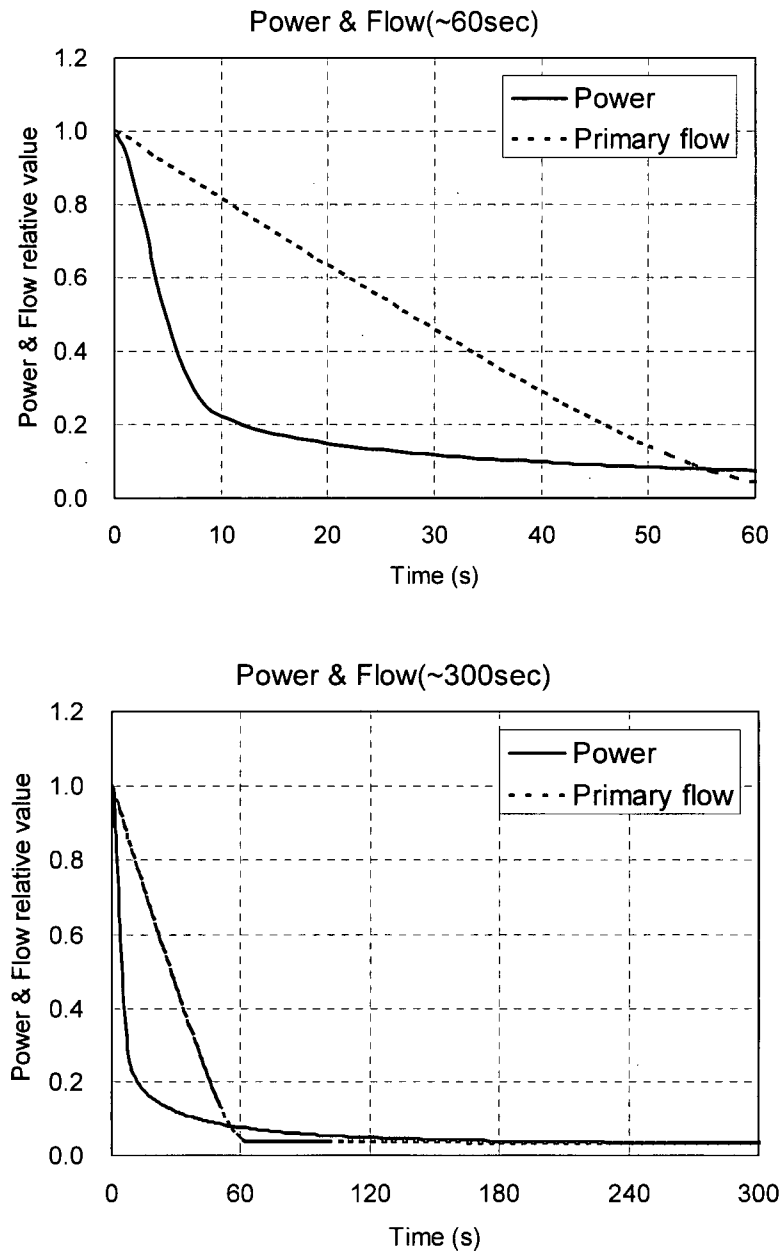 Power & Flow(~60sec)
Power & Flow relative value
1.2
1.0
0.8
0.6
0.4
0.2
0.0
Power
Primary flow
0 10 20 30 40 50 60
Time (s)
Power & Flow(~300sec)
Power & Flow relative value
1.2
1.0
0.8
0.6
0.4
0.2
0.0
Power
Primary flow
0 60 120 180 240 300
Time (s)